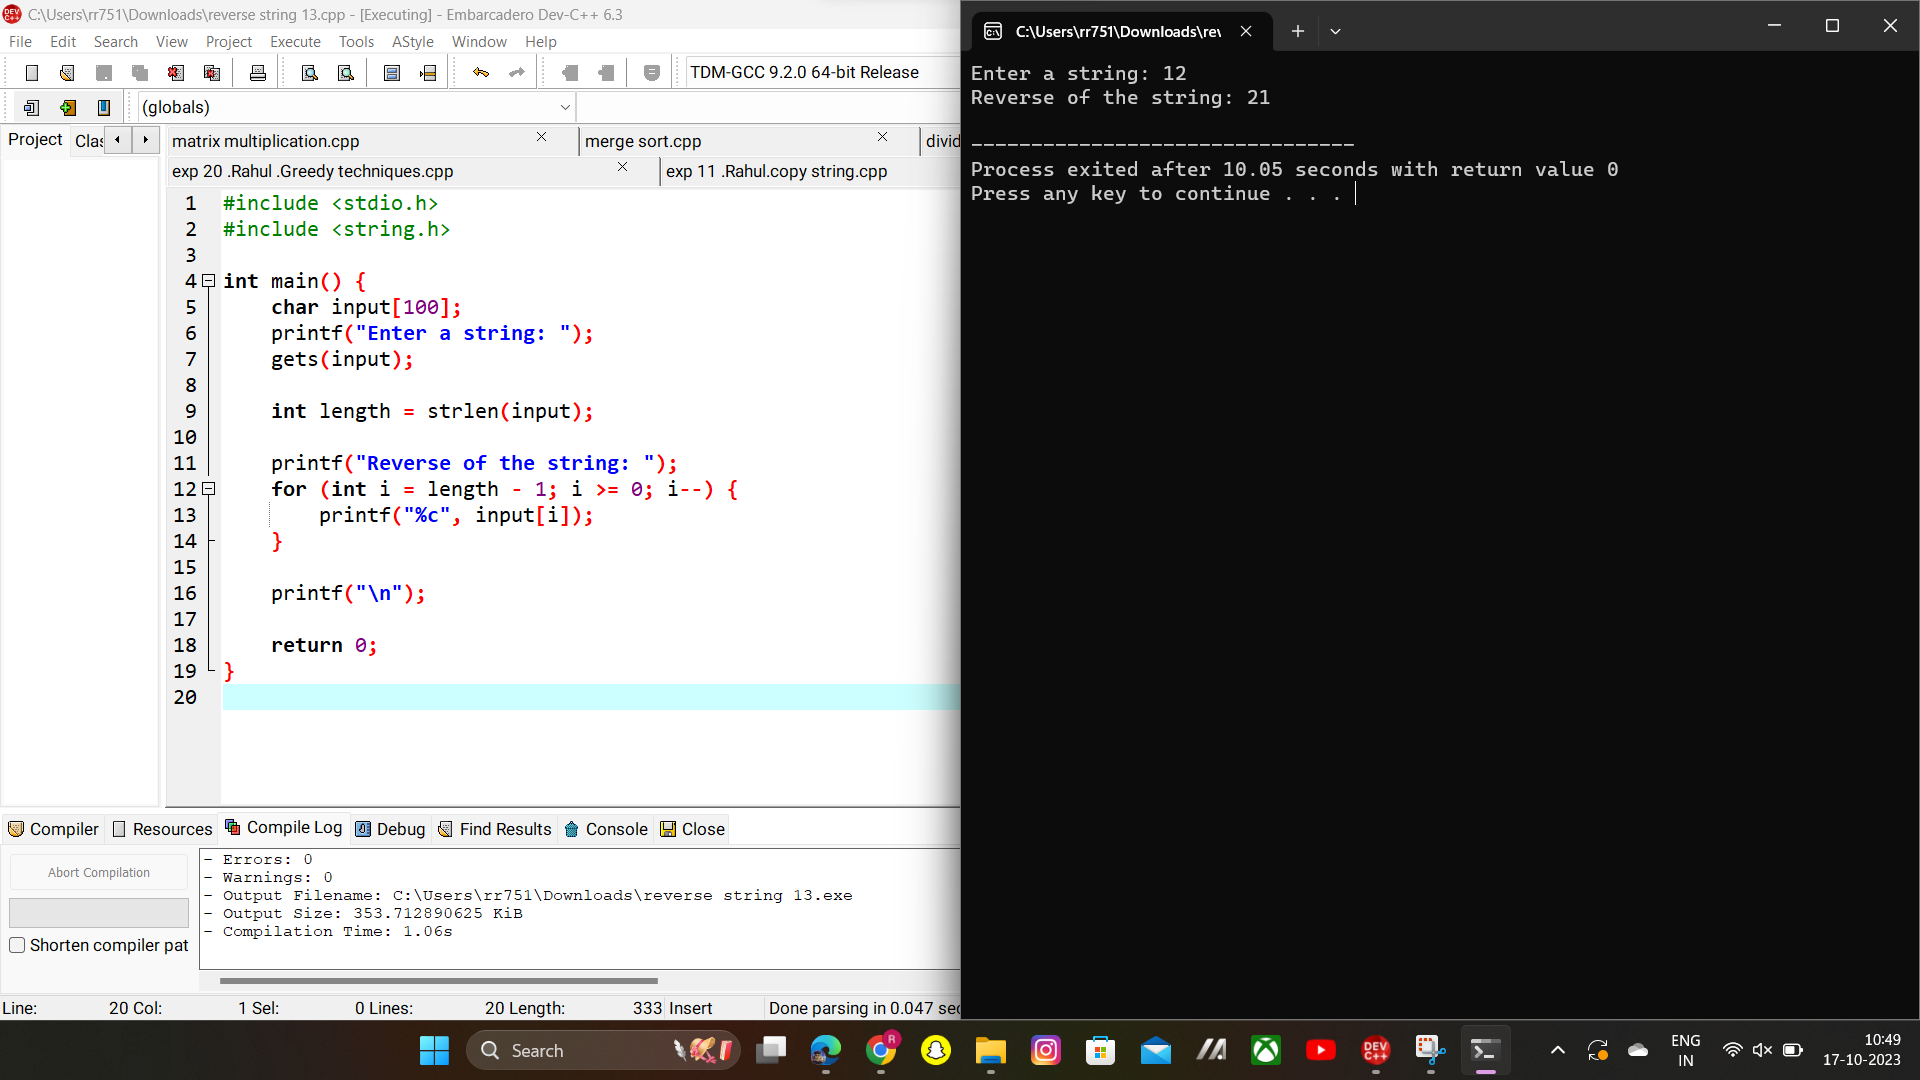 C:\Users\rr751\Downloads\reverse string 13.cpp - [Executing] - Embarcadero Dev-C++ 6.3
File Edit Search View Project Execute Tools AStyle Window Help
TDM-GCC 9.2.0 64-bit Release
(globals)
Project Clas
matrix multiplication.cpp merge sort.cpp divid
exp 20 .Rahul .Greedy techniques.cpp exp 11 .Rahul.copy string.cpp
1 #include <stdio.h>
2 #include <string.h>
3
4 int main() {
5 char input[100];
6 printf("Enter a string: ");
7 gets(input);
8
9 int length = strlen(input);
10
11 printf("Reverse of the string: ");
12 for (int i = length - 1; i >= 0; i--) {
13 printf("%c", input[i]);
14 }
15
16 printf("\n");
17
18 return 0;
19 }
20
Compiler Resources Compile Log Debug Find Results Console Close
Abort Compilation
Shorten compiler pat
- Errors: 0
- Warnings: 0
- Output Filename: C:\Users\rr751\Downloads\reverse string 13.exe
- Output Size: 353.712890625 KiB
- Compilation Time: 1.06s
Line: 20 Col: 1 Sel: 0 Lines: 20 Length: 333 Insert Done parsing in 0.047 sec
C:\Users\rr751\Downloads\rev
Enter a string: 12
Reverse of the string: 21
--------------------------------
Process exited after 10.05 seconds with return value 0
Press any key to continue . . .
Search
R
DEV C++
ENG
IN
10:49
17-10-2023